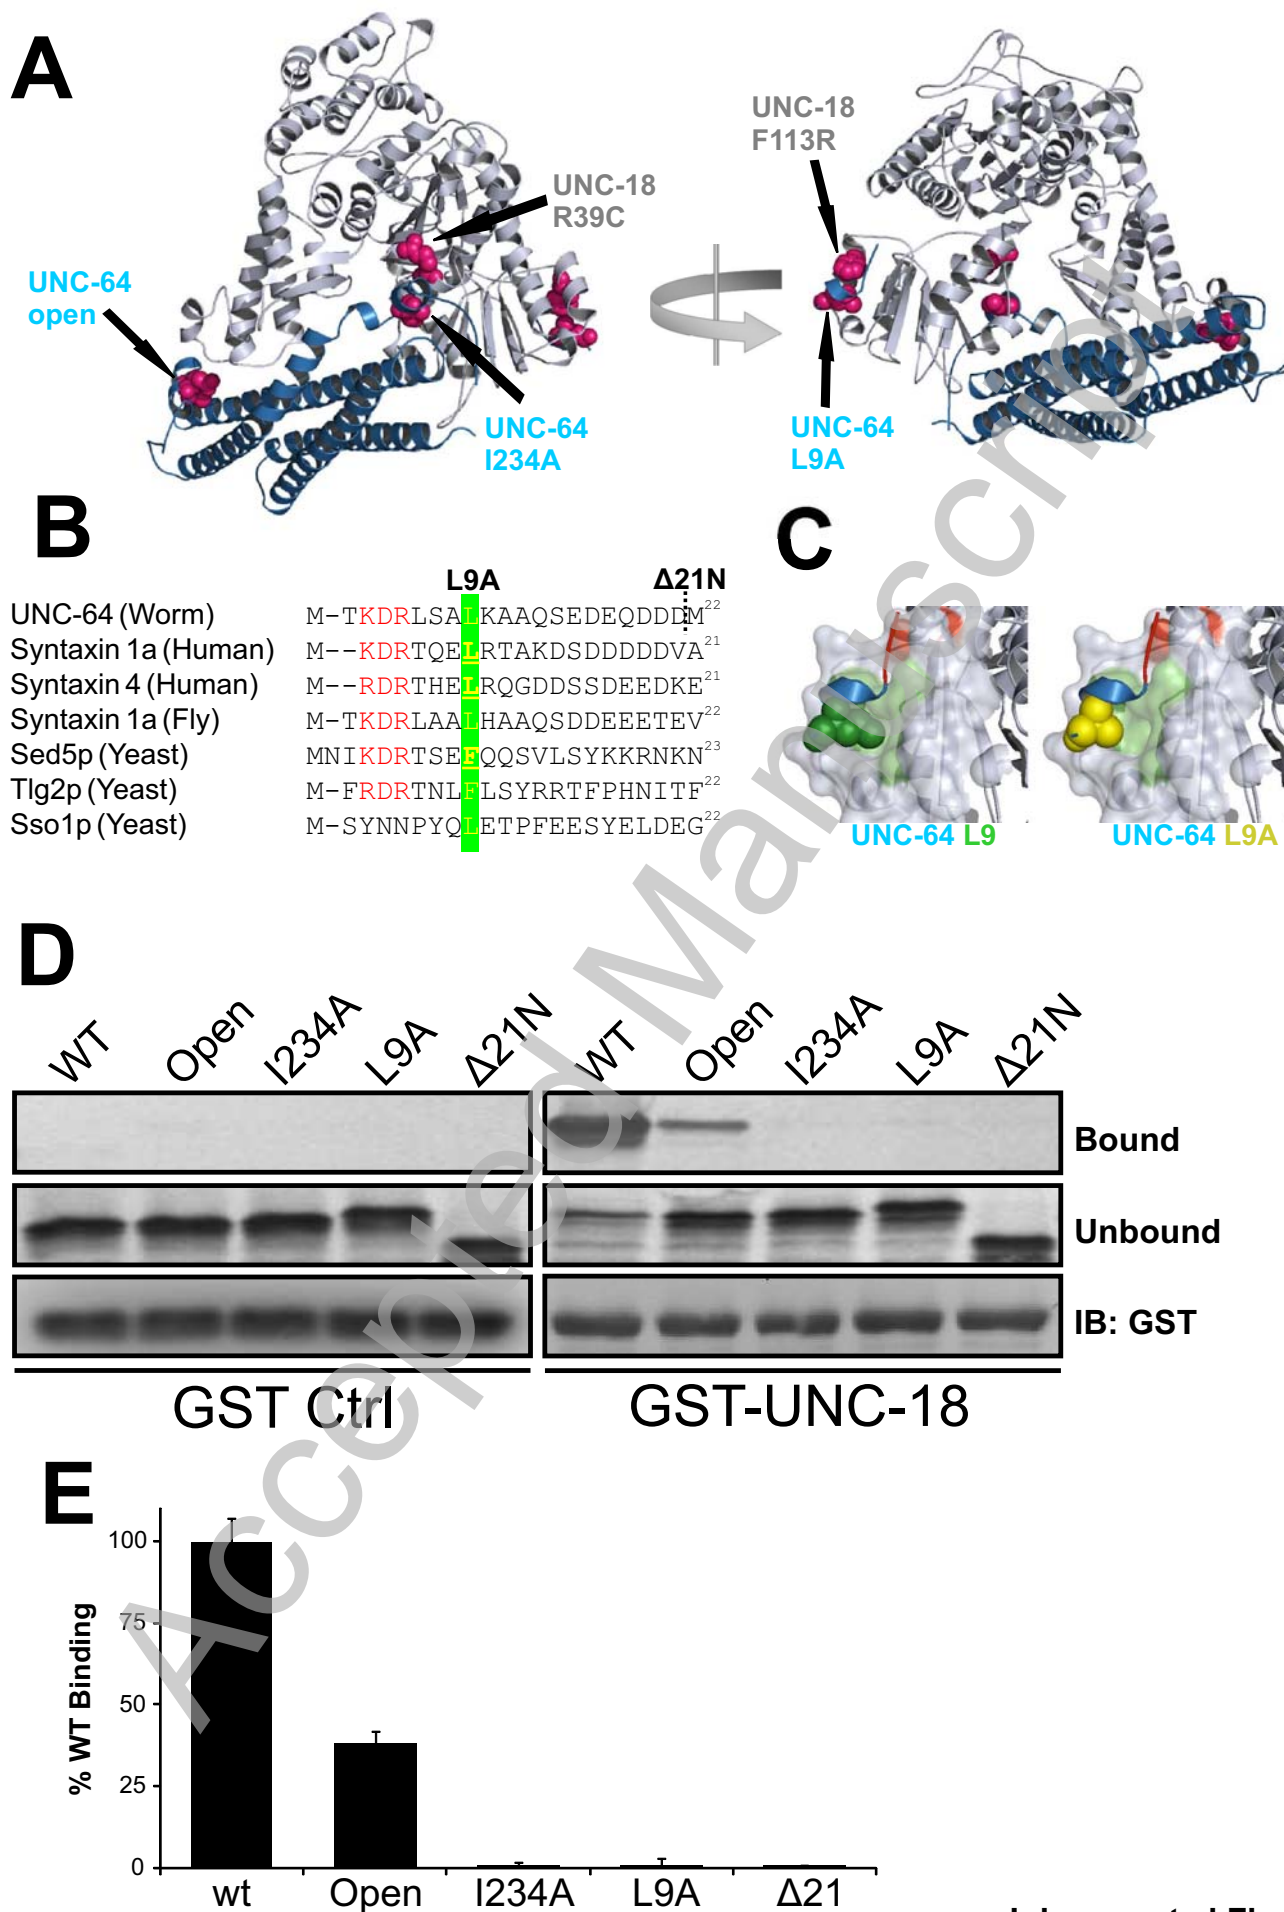 A
UNC-18
F113R
UNC-18
R39C
UNC-64
open
UNC-64
I234A
UNC-64
L9A
B
C
L9A
Δ21N
UNC-64 (Worm) M-TKDRLSALKAAQSEDEQDDDM22
Syntaxin 1a (Human) M--KDRTQELRTAKDSDDDDDVA21
Syntaxin 4 (Human) M--RDRTHELRQGDDSSDEEDKE21
Syntaxin 1a (Fly) M-TKDRLAALHAAQSDDEEETEV22
Sed5p (Yeast) MNIKDRTSEFQQSVLSYKKRNKN23
Tlg2p (Yeast) M-FRDRTNLFLSYRRTFPHNITF22
Sso1p (Yeast) M-SYNNPYQLETPFEESYELDEG22
UNC-64 L9
UNC-64 L9A
D
WT Open I234A L9A Δ21N WT Open I234A L9A Δ21N
Bound
Unbound
IB: GST
GST Ctrl
GST-UNC-18
E
% WT Binding
100
75
50
25
0
wt Open I234A L9A Δ21
Accepted Manuscript